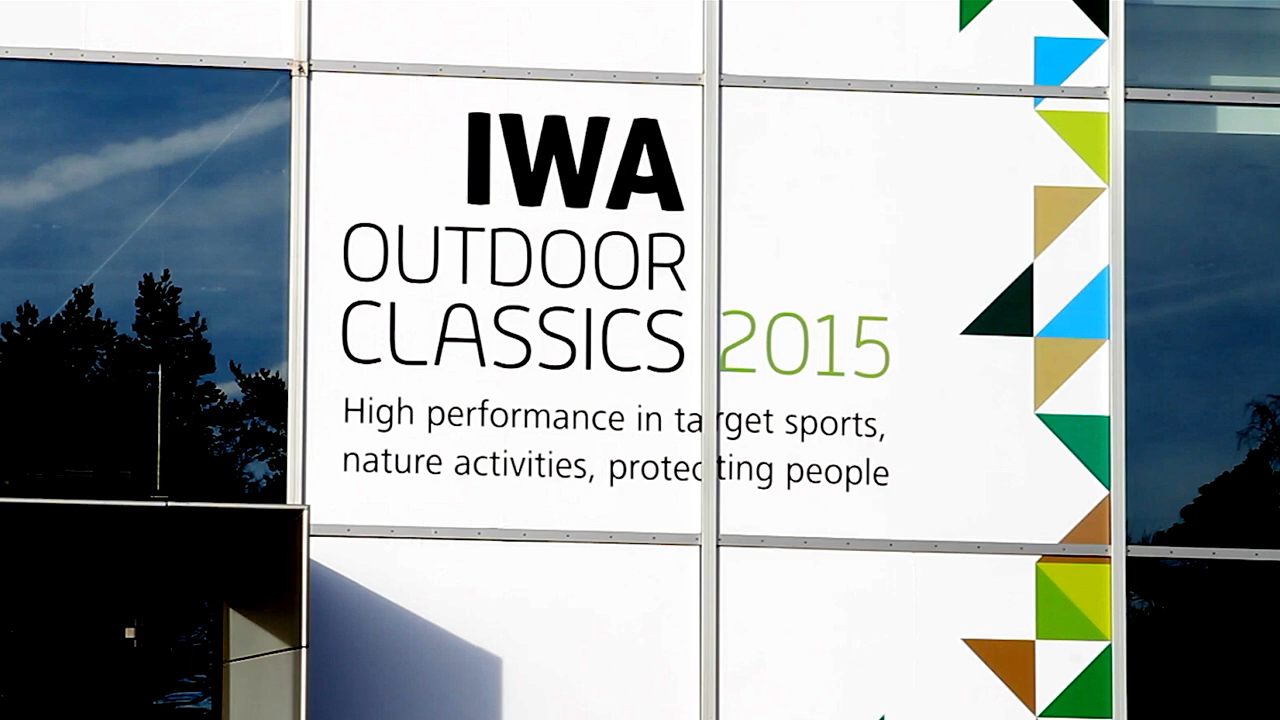 IWA
OUTDOOR
CLASSICS 2015
High performance in target sports,
nature activities, protecting people